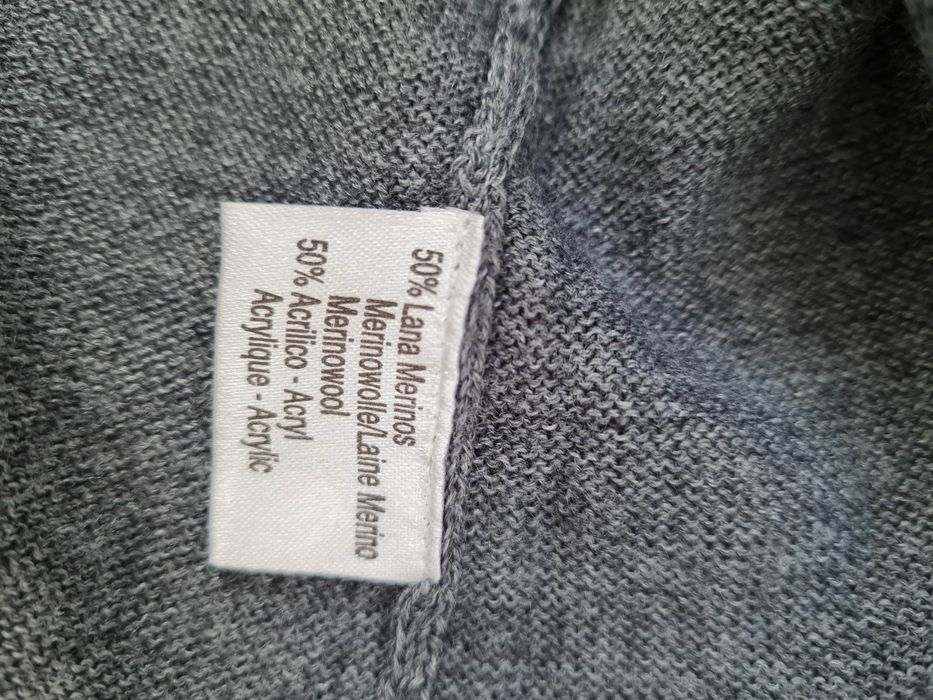 50% Lana Merinos
Merinowolle/Laine Merino
Merinowool
50% Acrilico - Acryl
Acrylique - Acrylic